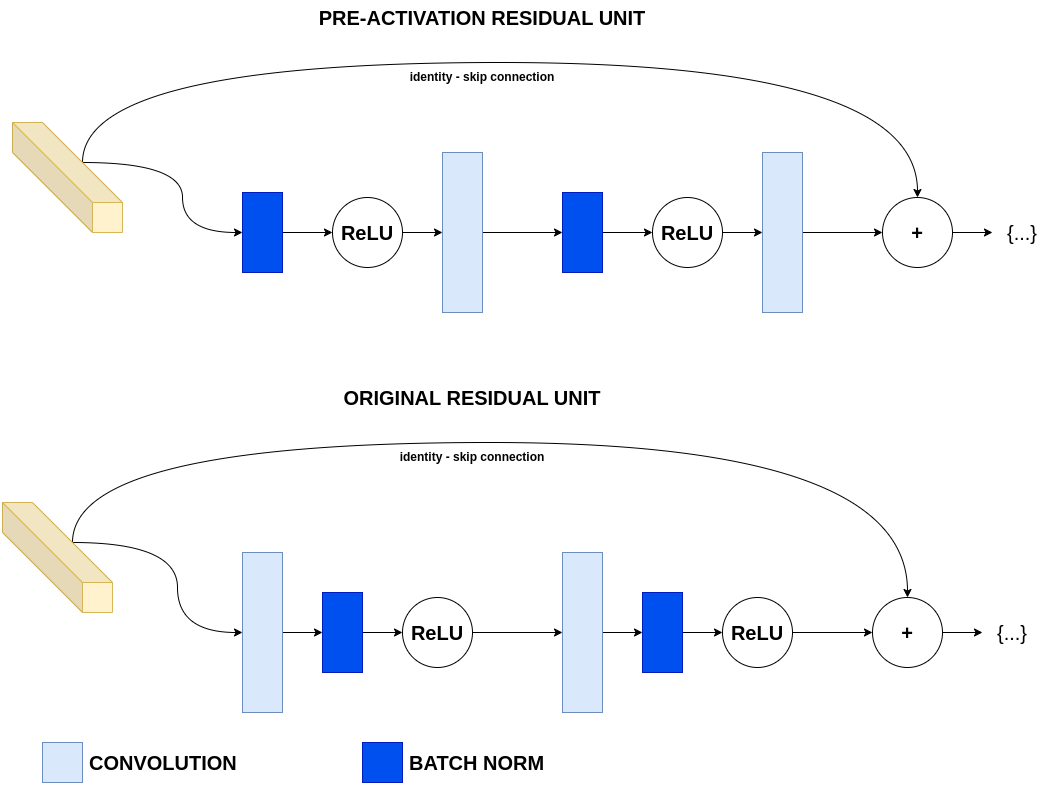 PRE-ACTIVATION RESIDUAL UNIT
identity - skip connection
ReLU
ReLU
+
{...}
ORIGINAL RESIDUAL UNIT
identity - skip connection
ReLU
ReLU
+
{...}
CONVOLUTION
BATCH NORM